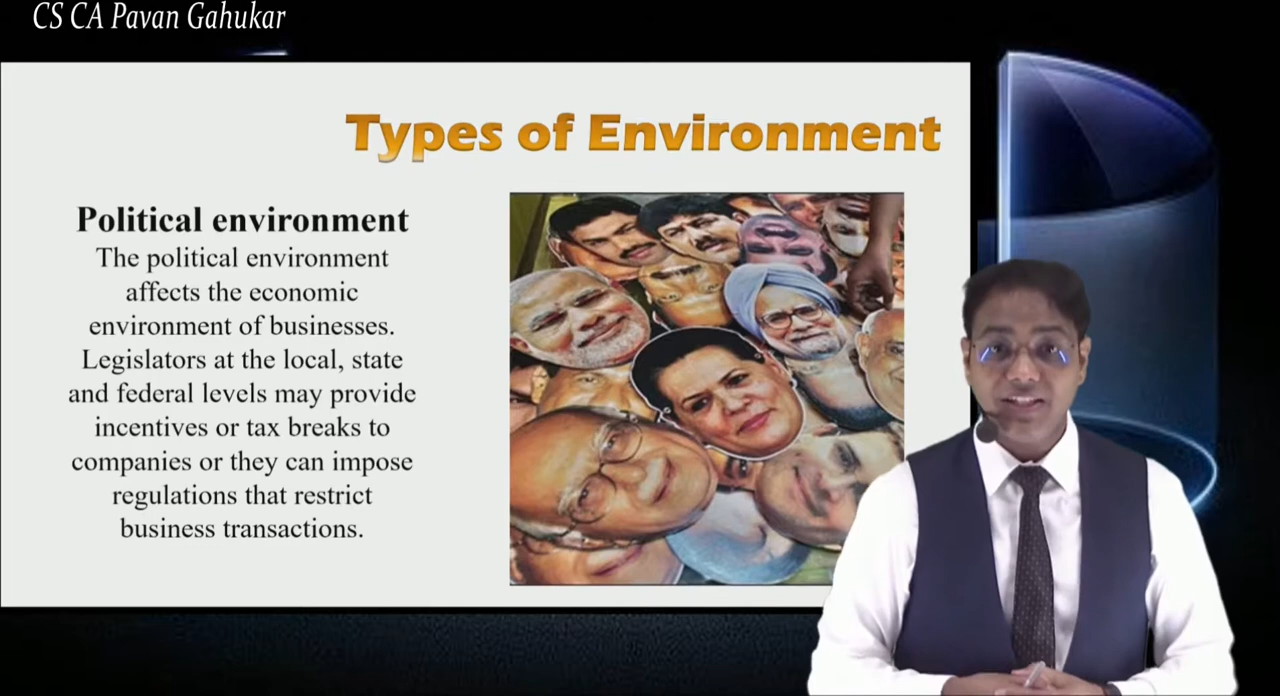 CS CA Pavan Gahukar
Types of Environment
Political environment
The political environment
affects the economic
environment of businesses.
Legislators at the local, state
and federal levels may provide
incentives or tax breaks to
companies or they can impose
regulations that restrict
business transactions.